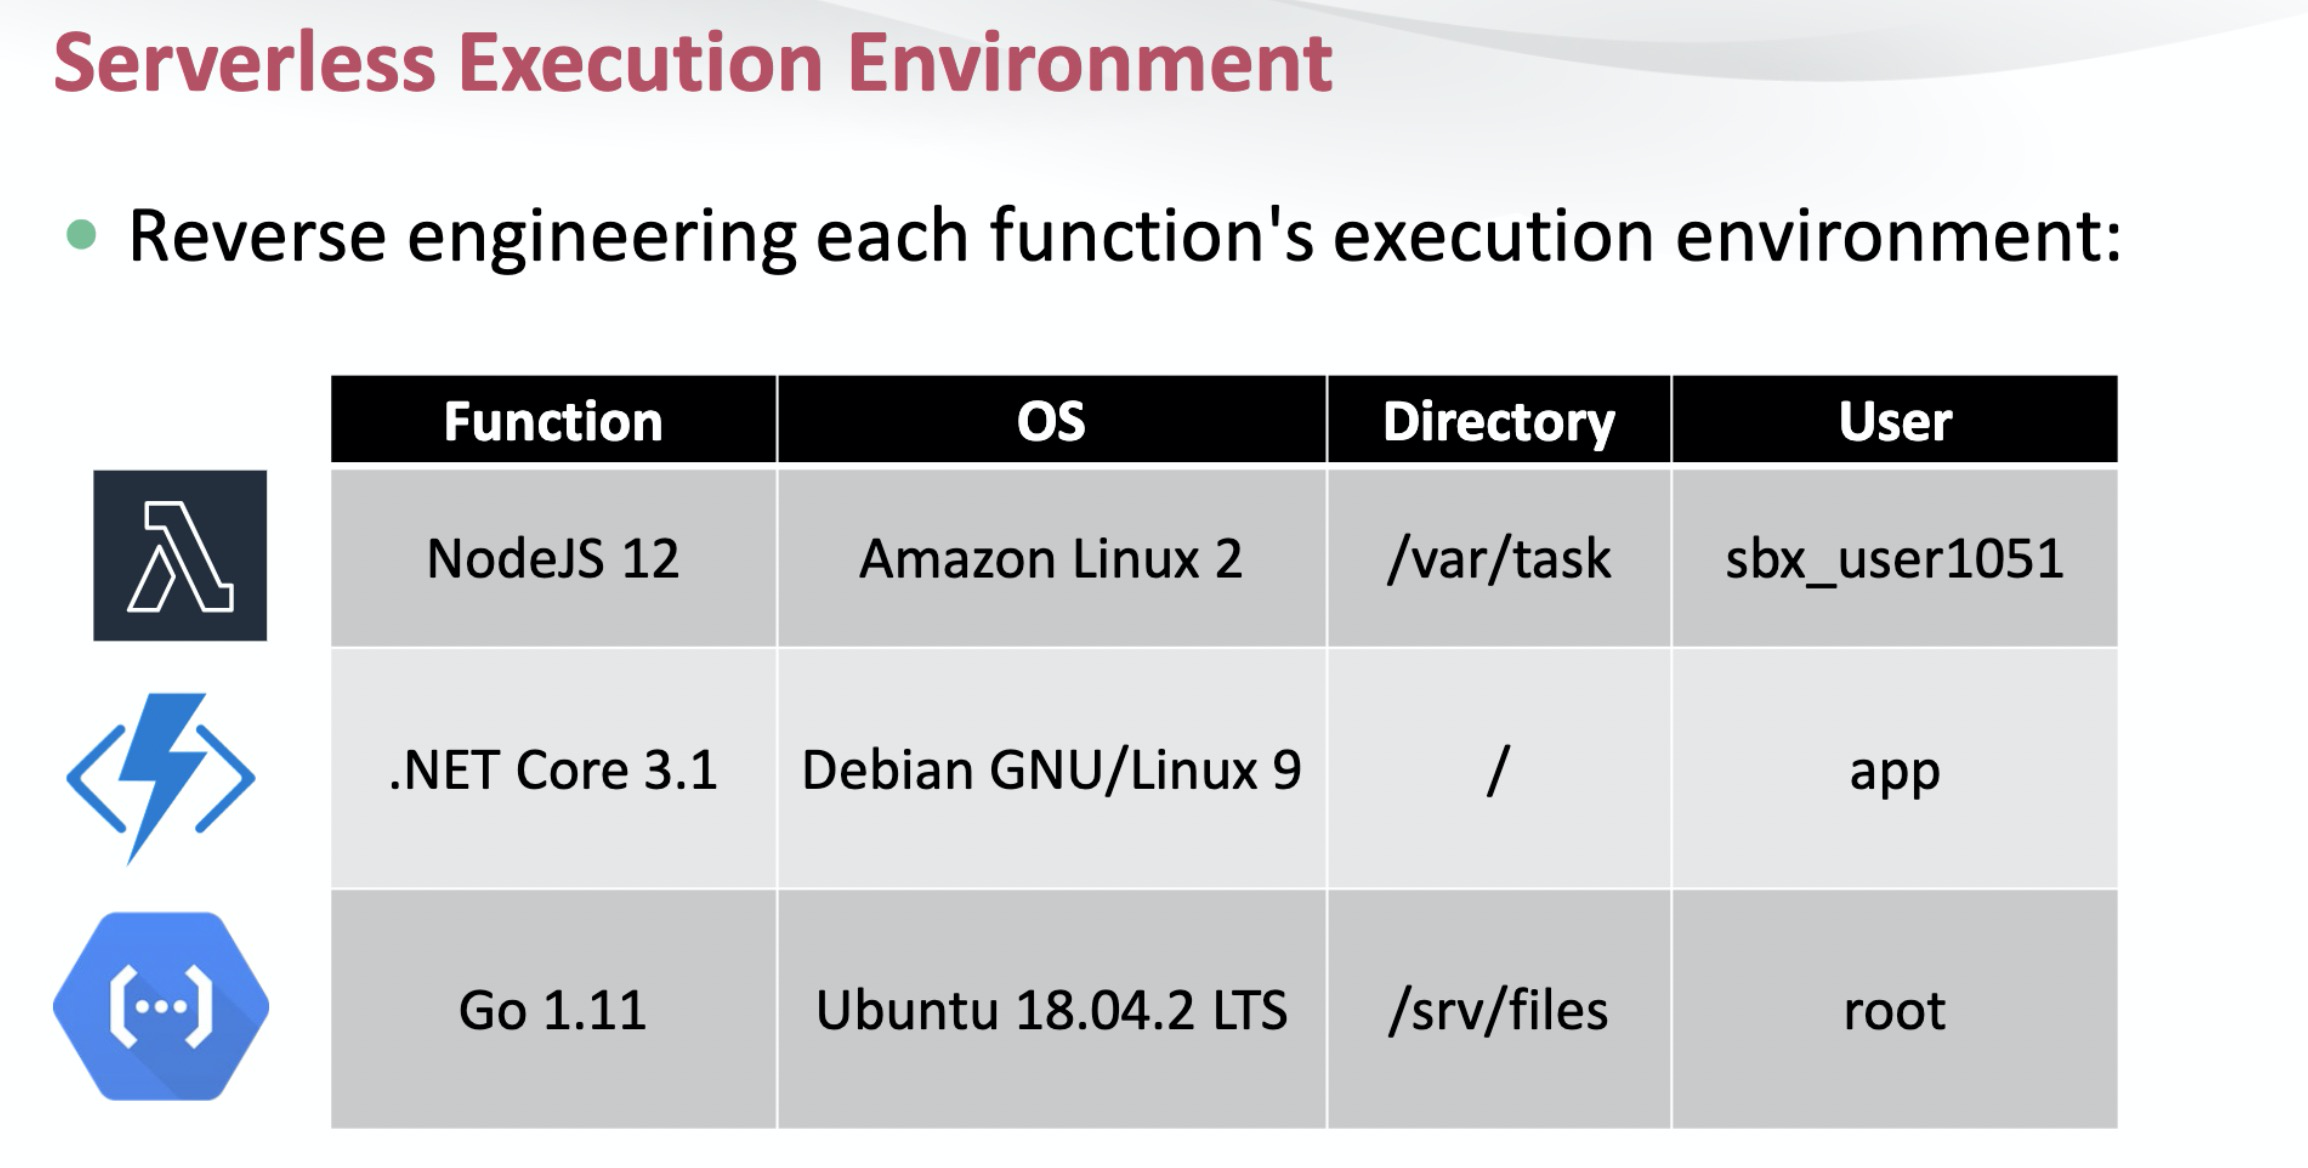 Serverless Execution Environment
Reverse engineering each function's execution environment:
Function OS Directory User
NodeJS 12 Amazon Linux 2 /var/task sbx_user1051
.NET Core 3.1 Debian GNU/Linux 9 / app
Go 1.11 Ubuntu 18.04.2 LTS /srv/files root